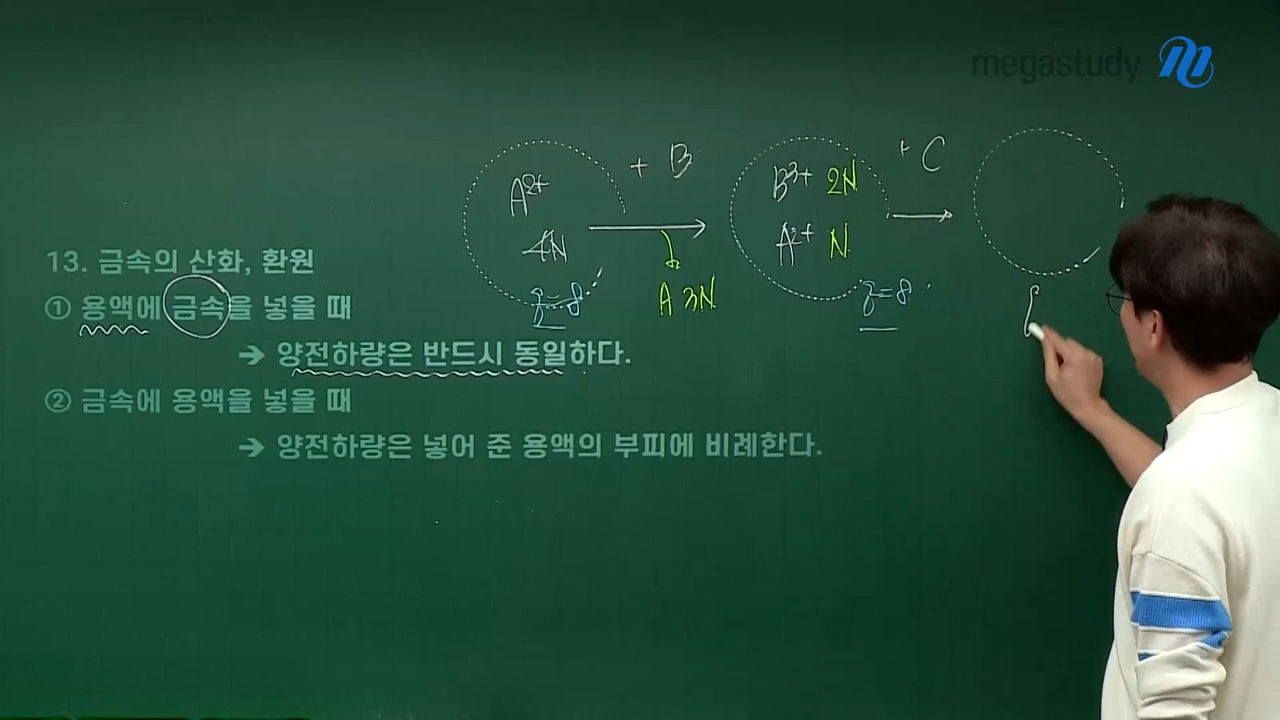 megastudy
+ B
+ C
A²⁺
4N
B³⁺ 2N
A²⁺ N
A 3N
q=8
q=8
13. 금속의 산화, 환원
① 용액에 금속을 넣을 때
→ 양전하량은 반드시 동일하다.
② 금속에 용액을 넣을 때
→ 양전하량은 넣어 준 용액의 부피에 비례한다.